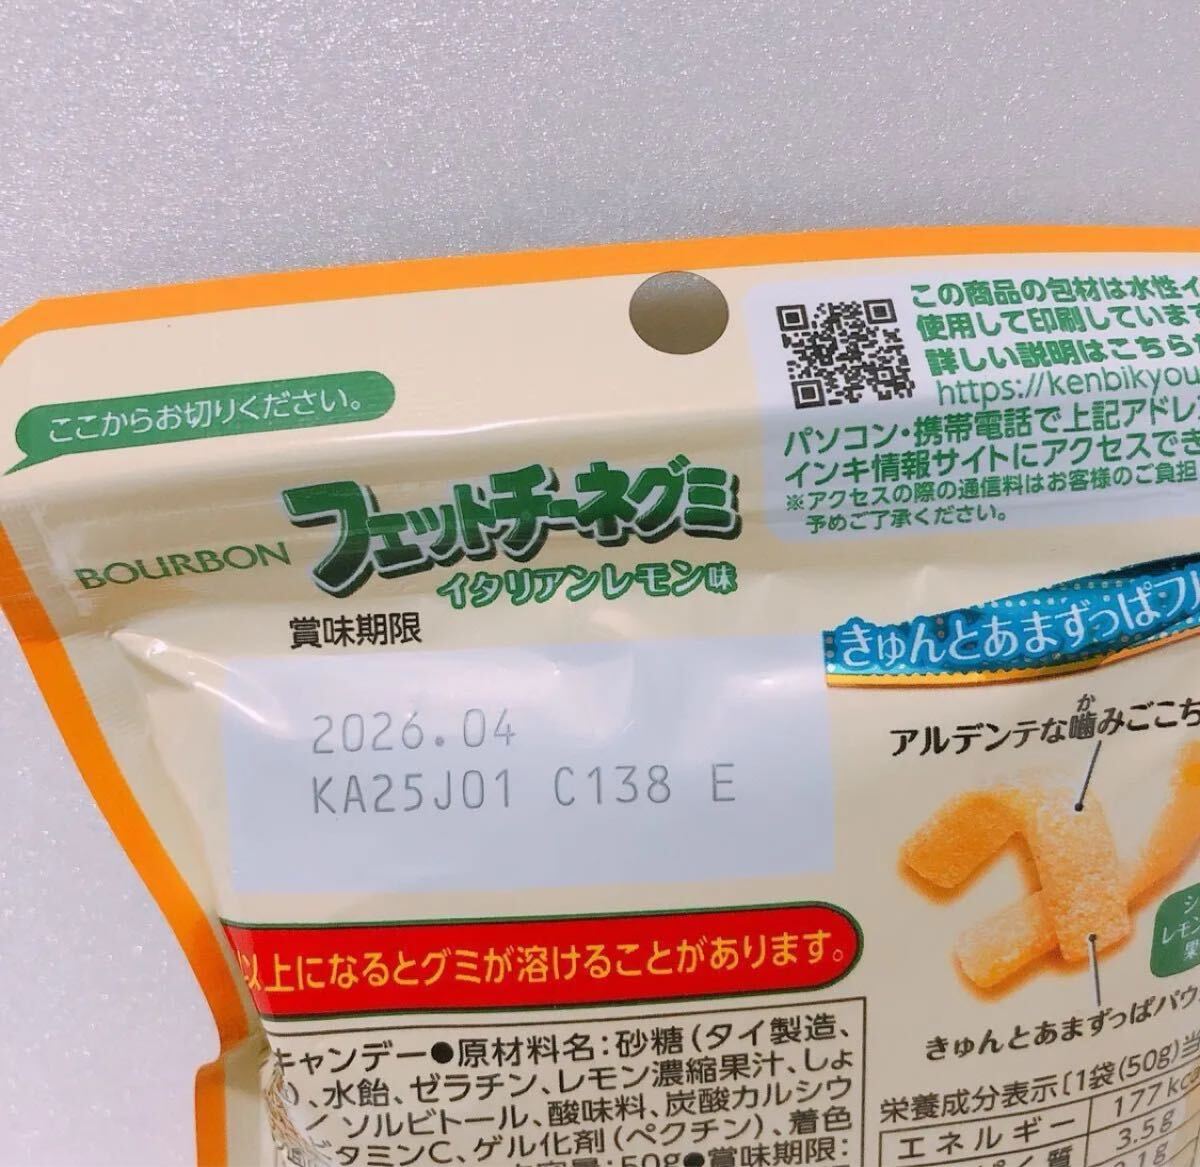 この商品の包材は水性イ
使用して印刷しています
詳しい説明はこちらか
https://kenbikyou
パソコン・携帯電話で上記アドレス
インキ情報サイトにアクセスでき
※アクセスの際の通信料はお客様のご負担
予めご了承ください。
ここからお切りください。
BOURBON フェットチーネグミ
イタリアンレモン味
賞味期限
2026.04
KA25J01 C138 E
きゅんとあまずっぱフ
アルデンテな噛みごこち
か
以上になるとグミが溶けることがあります。
レモン
果
きゅんとあまずっぱパウ
キャンデー●原材料名:砂糖(タイ製造、
)、水飴、ゼラチン、レモン濃縮果汁、しょ
/ソルビトール、酸味料、炭酸カルシウ
ビタミンC、ゲル化剤(ペクチン)、着色
:50g●賞味期限:
栄養成分表示[1袋(50g)当
エネルギー 177kc
質 3.5g